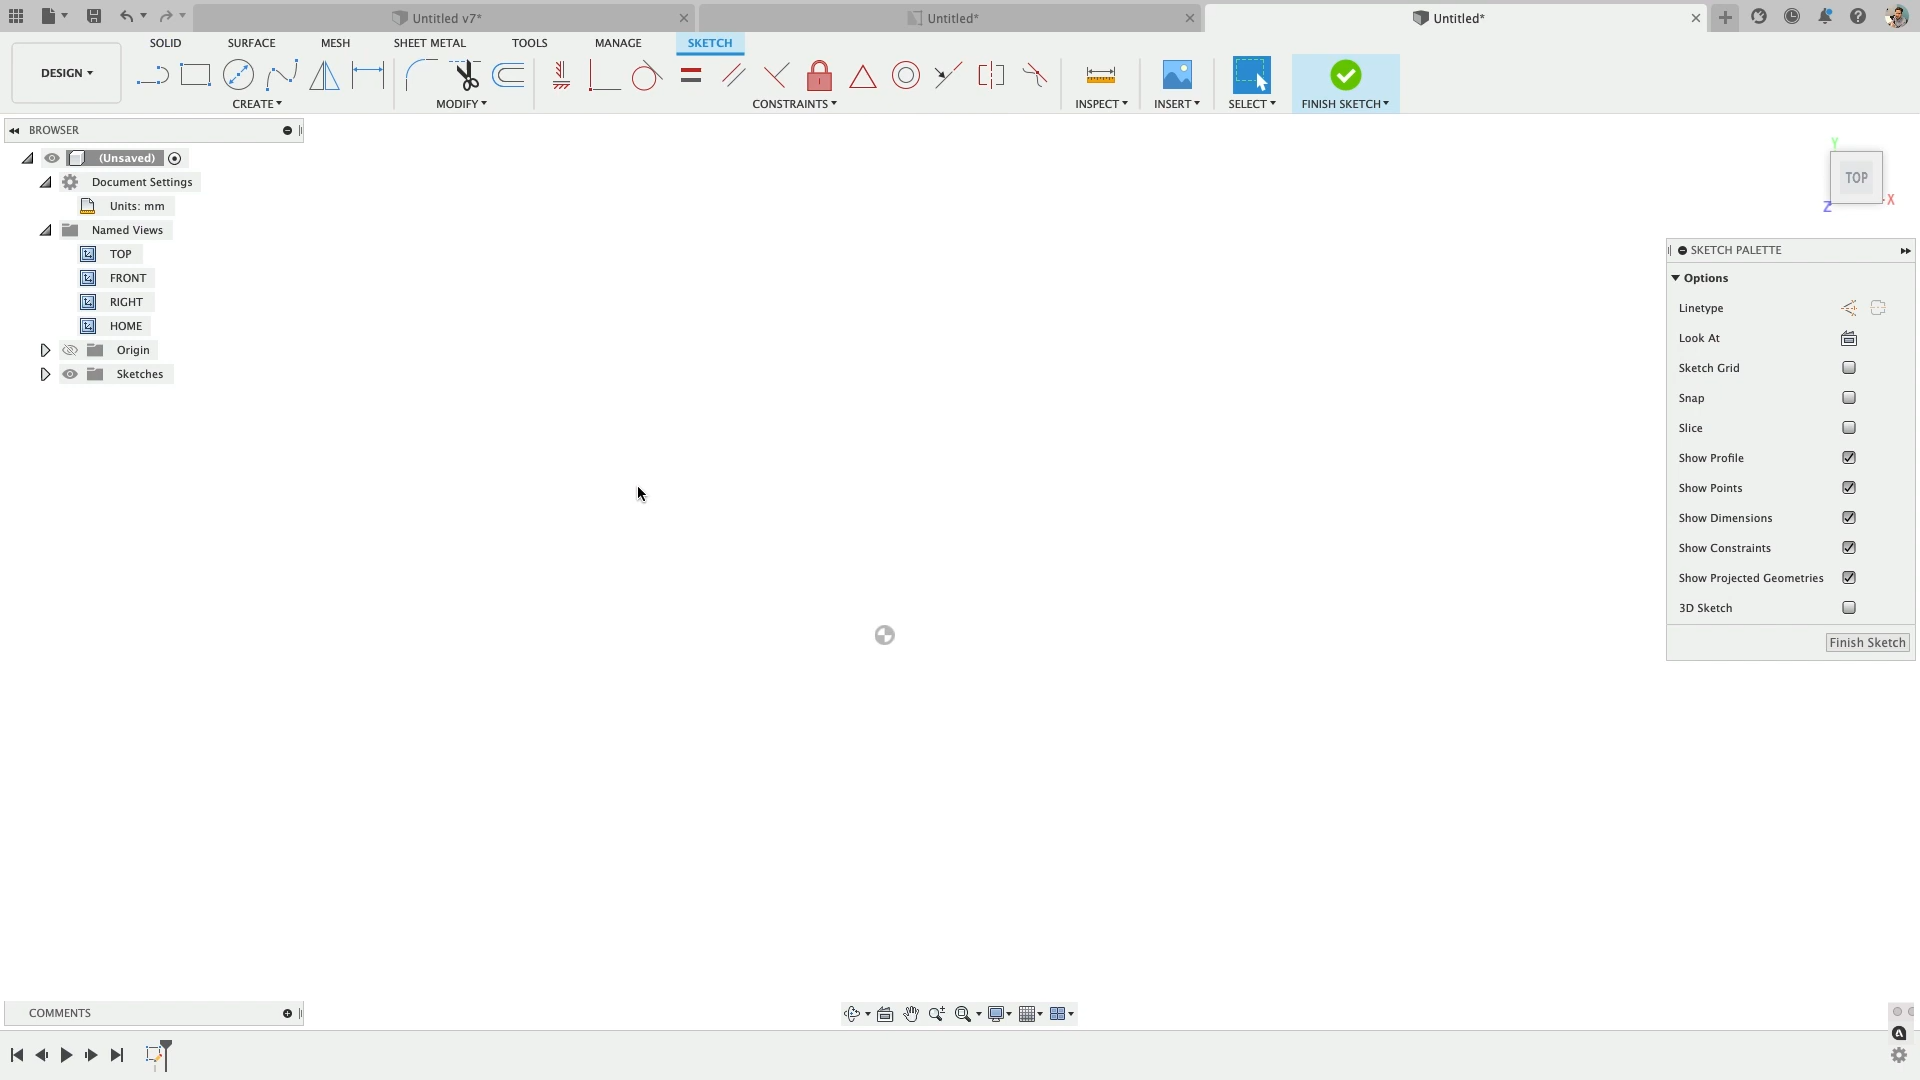 Untitled v7*
Untitled*
Untitled*
DESIGN
SOLID
SURFACE
MESH
SHEET METAL
TOOLS
MANAGE
SKETCH
CREATE
MODIFY
CONSTRAINTS
INSPECT
INSERT
SELECT
FINISH SKETCH
BROWSER
(Unsaved)
Document Settings
Units: mm
Named Views
TOP
FRONT
RIGHT
HOME
Origin
Sketches
Y
TOP
X
Z
SKETCH PALETTE
Options
Linetype
Look At
Sketch Grid
Snap
Slice
Show Profile
Show Points
Show Dimensions
Show Constraints
Show Projected Geometries
3D Sketch
Finish Sketch
COMMENTS